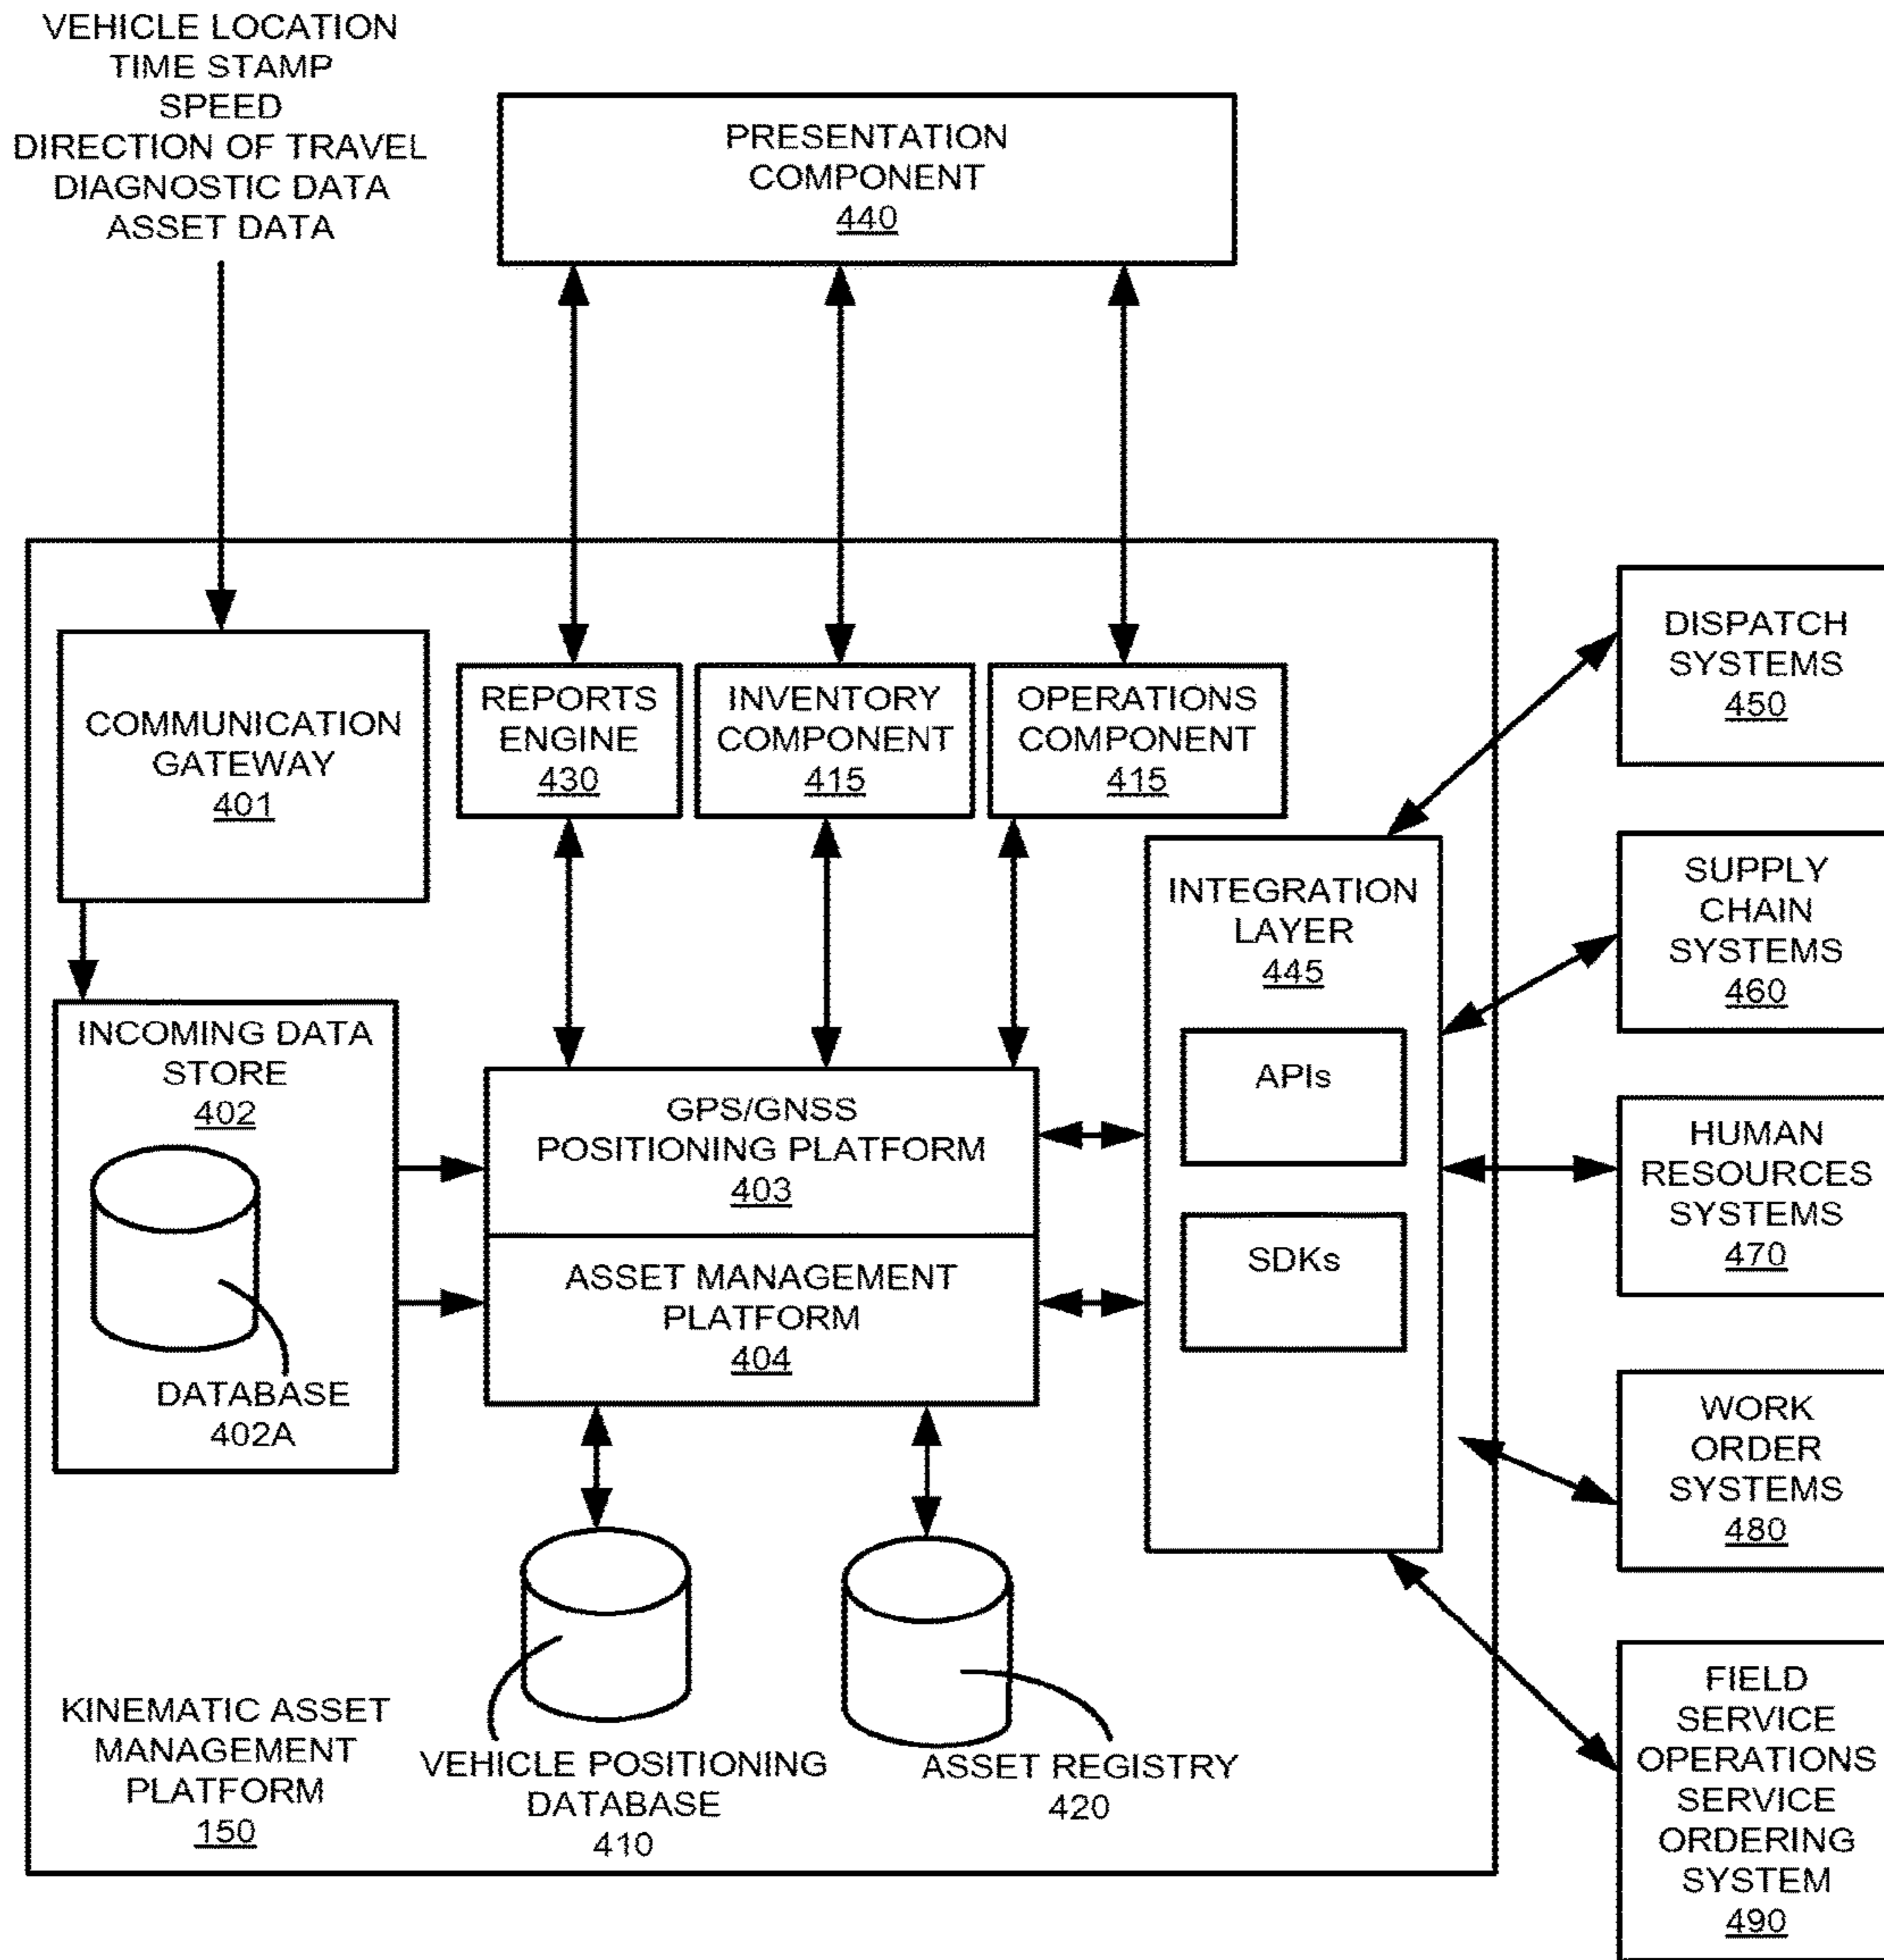 VEHICLE LOCATION
TIME STAMP
SPEED
DIRECTION OF TRAVEL
DIAGNOSTIC DATA
ASSET DATA
PRESENTATION
COMPONENT
440
COMMUNICATION
GATEWAY
401
REPORTS
ENGINE
430
INVENTORY
COMPONENT
415
OPERATIONS
COMPONENT
415
DISPATCH
SYSTEMS
450
INTEGRATION
LAYER
445
APIs
SDKs
SUPPLY
CHAIN
SYSTEMS
460
INCOMING DATA
STORE
402
DATABASE
402A
GPS/GNSS
POSITIONING PLATFORM
403
ASSET MANAGEMENT
PLATFORM
404
HUMAN
RESOURCES
SYSTEMS
470
WORK
ORDER
SYSTEMS
480
KINEMATIC ASSET
MANAGEMENT
PLATFORM
150
VEHICLE POSITIONING
DATABASE
410
ASSET REGISTRY
420
FIELD
SERVICE
OPERATIONS
SERVICE
ORDERING
SYSTEM
490